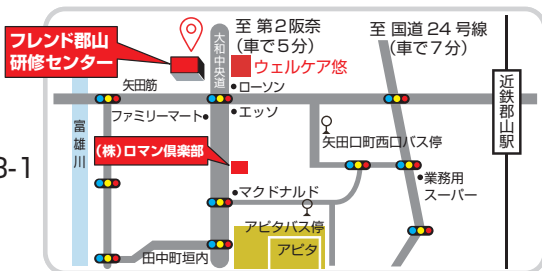 至 第2阪奈
(車で5分)
至 国道24号線
(車で7分)
フレンド郡山
研修センター
大和中央道
ウェルケア悠
矢田筋
ローソン
近鉄郡山駅
ファミリーマート
エッソ
富雄川
矢田口町西口バス停
(株)ロマン倶楽部
3-1
業務用
スーパー
マクドナルド
アピタバス停
アピタ
田中町垣内